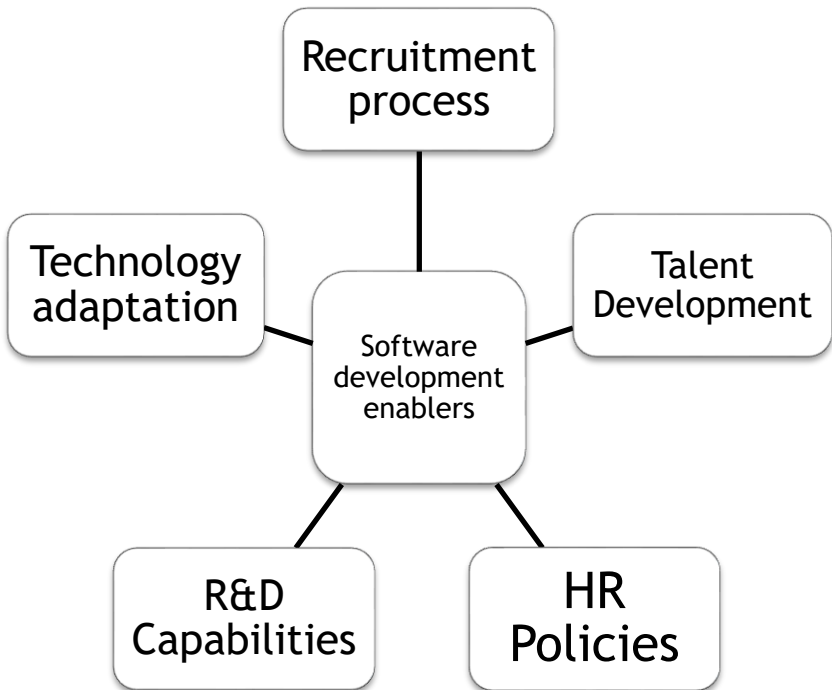 Recruitment
process
Technology
adaptation
Talent
Development
Software
development
enablers
R&D
Capabilities
HR
Policies